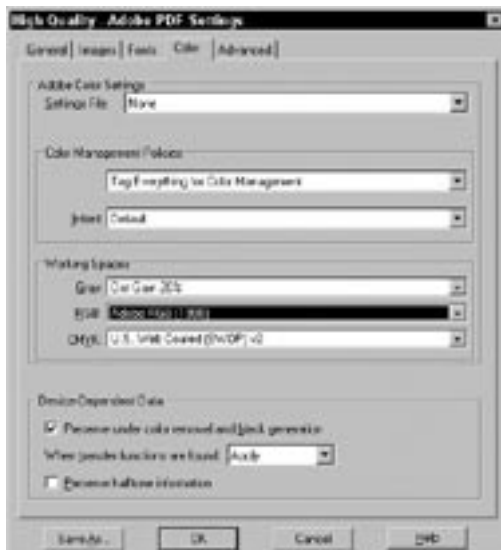 High Quality - Adobe PDF Settings
General Images Fonts Color Advanced
Adobe Color Settings
Settings File: None
Color Management Policies
Tag Everything for Color Management
Intent: Default
Working Spaces
Gray: Dot Gain 20%
RGB: Adobe RGB (1998)
CMYK: U.S. Web Coated (SWOP) v2
Device-Dependent Data
Preserve under color removal and black generation
When transfer functions are found: Apply
Preserve halftone information
Save As... OK Cancel Help